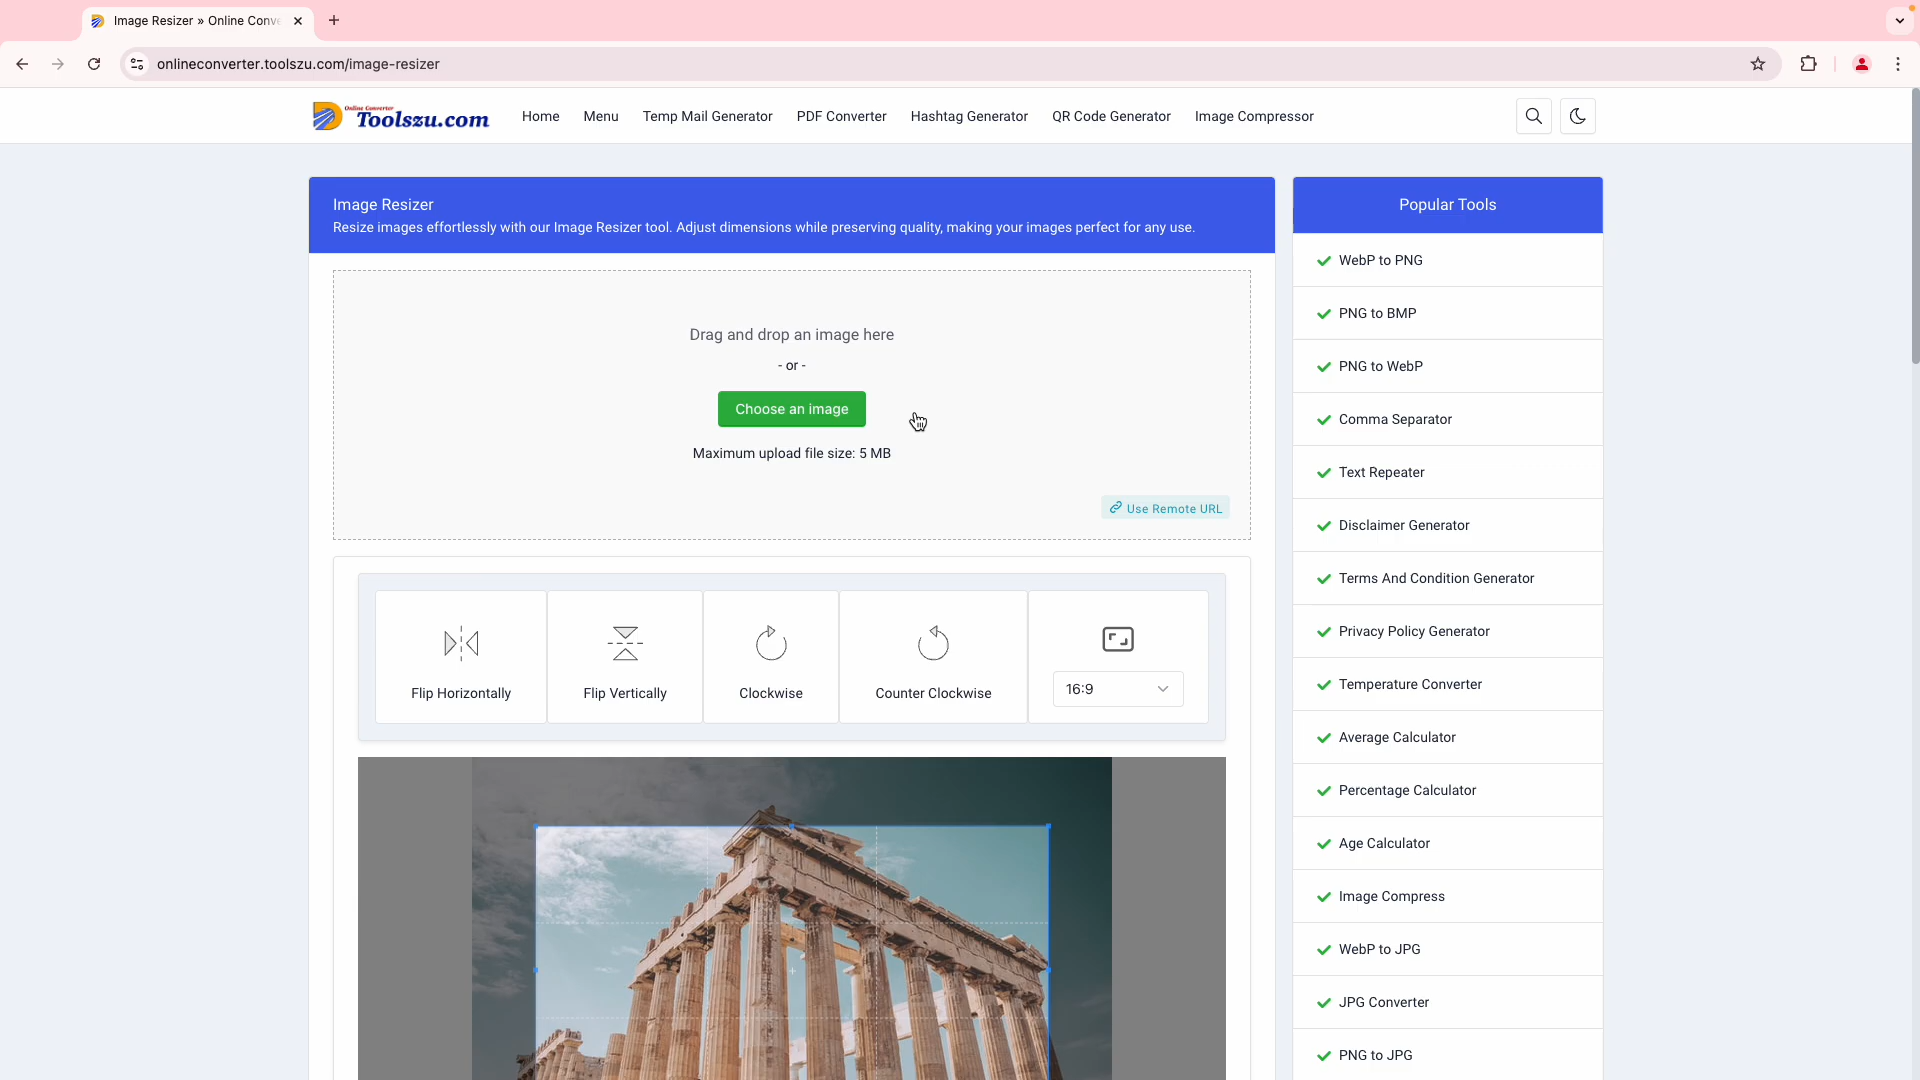 Image Resizer » Online Conve
onlineconverter.toolszu.com/image-resizer
Online Converter
Toolszu.com
Home
Menu
Temp Mail Generator
PDF Converter
Hashtag Generator
QR Code Generator
Image Compressor
Image Resizer
Resize images effortlessly with our Image Resizer tool. Adjust dimensions while preserving quality, making your images perfect for any use.
Drag and drop an image here
- or -
Choose an image
Maximum upload file size: 5 MB
Use Remote URL
Flip Horizontally
Flip Vertically
Clockwise
Counter Clockwise
16:9
Popular Tools
WebP to PNG
PNG to BMP
PNG to WebP
Comma Separator
Text Repeater
Disclaimer Generator
Terms And Condition Generator
Privacy Policy Generator
Temperature Converter
Average Calculator
Percentage Calculator
Age Calculator
Image Compress
WebP to JPG
JPG Converter
PNG to JPG